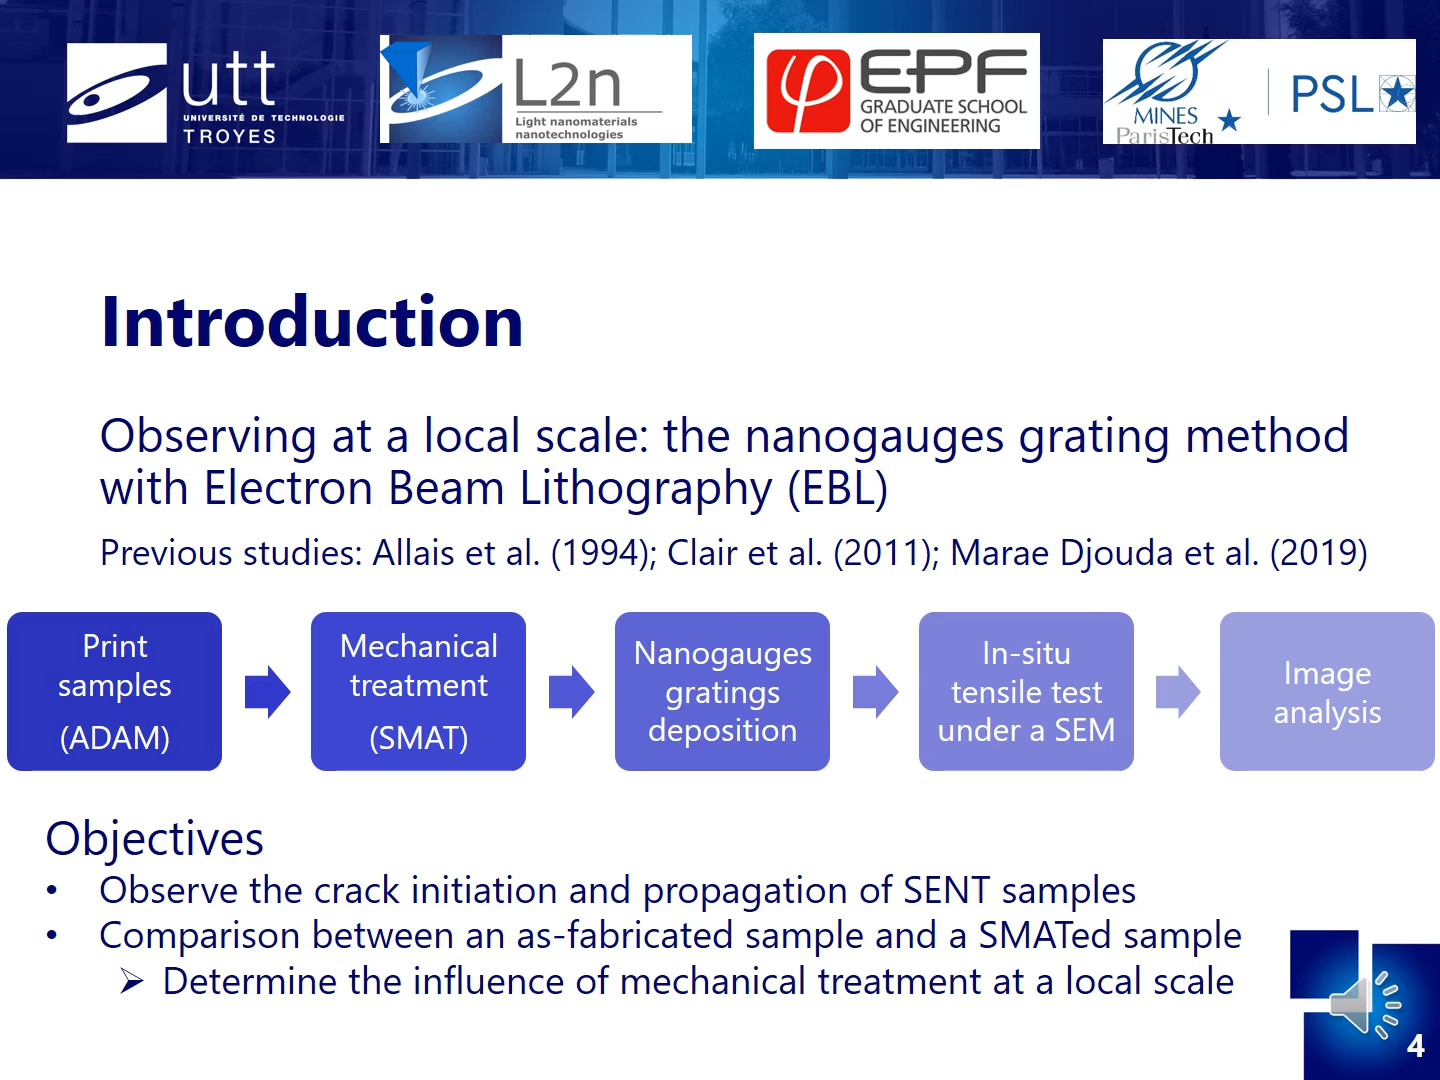 utt
UNIVERSITÉ DE TECHNOLOGIE
TROYES
L2n
Light nanomaterials
nanotechnologies
EPF
GRADUATE SCHOOL
OF ENGINEERING
MINES
ParisTech
PSL
Introduction
Observing at a local scale: the nanogauges grating method
with Electron Beam Lithography (EBL)
Previous studies: Allais et al. (1994); Clair et al. (2011); Marae Djouda et al. (2019)
Print
samples
(ADAM)
Mechanical
treatment
(SMAT)
Nanogauges
gratings
deposition
In-situ
tensile test
under a SEM
Image
analysis
Objectives
• Observe the crack initiation and propagation of SENT samples
• Comparison between an as-fabricated sample and a SMATed sample
➢ Determine the influence of mechanical treatment at a local scale
4